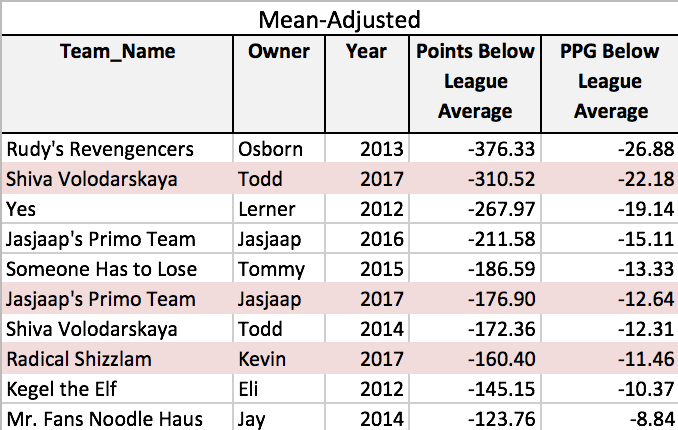 Mean-Adjusted
Team_Name Owner Year Points Below League Average PPG Below League Average
Rudy's Revengencers Osborn 2013 -376.33 -26.88
Shiva Volodarskaya Todd 2017 -310.52 -22.18
Yes Lerner 2012 -267.97 -19.14
Jasjaap's Primo Team Jasjaap 2016 -211.58 -15.11
Someone Has to Lose Tommy 2015 -186.59 -13.33
Jasjaap's Primo Team Jasjaap 2017 -176.90 -12.64
Shiva Volodarskaya Todd 2014 -172.36 -12.31
Radical Shizzlam Kevin 2017 -160.40 -11.46
Kegel the Elf Eli 2012 -145.15 -10.37
Mr. Fans Noodle Haus Jay 2014 -123.76 -8.84